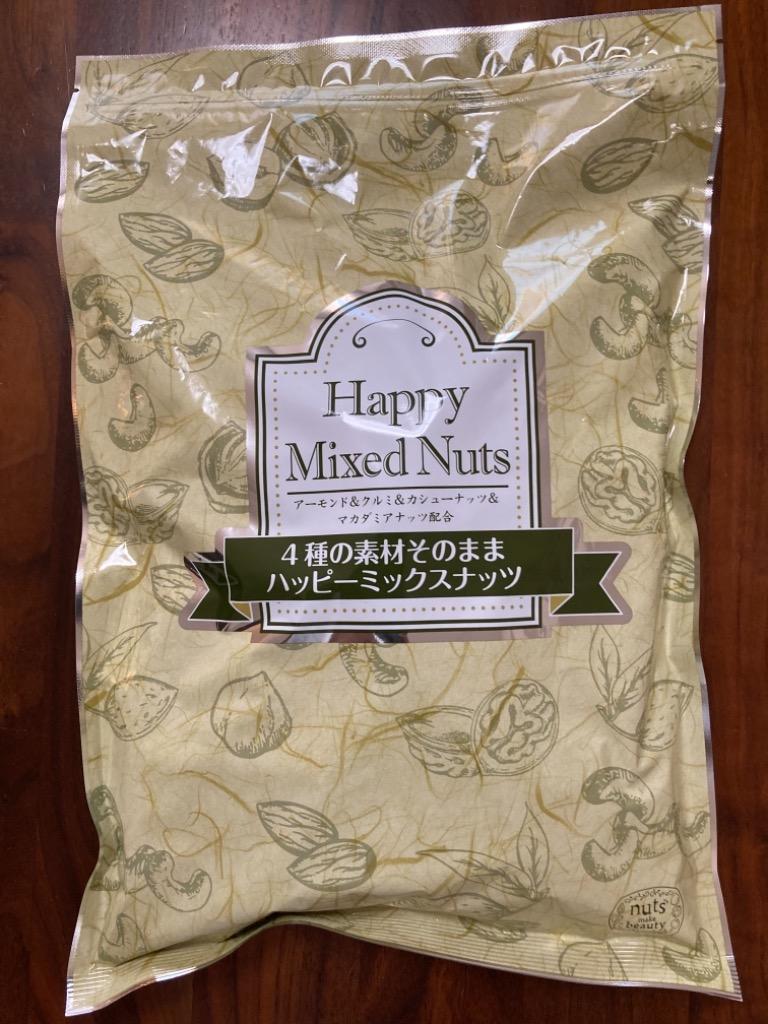 Happy
Mixed Nuts
アーモンド&クルミ&カシューナッツ&
マカダミアナッツ配合
4種の素材そのまま
ハッピーミックスナッツ
nuts
make
beauty